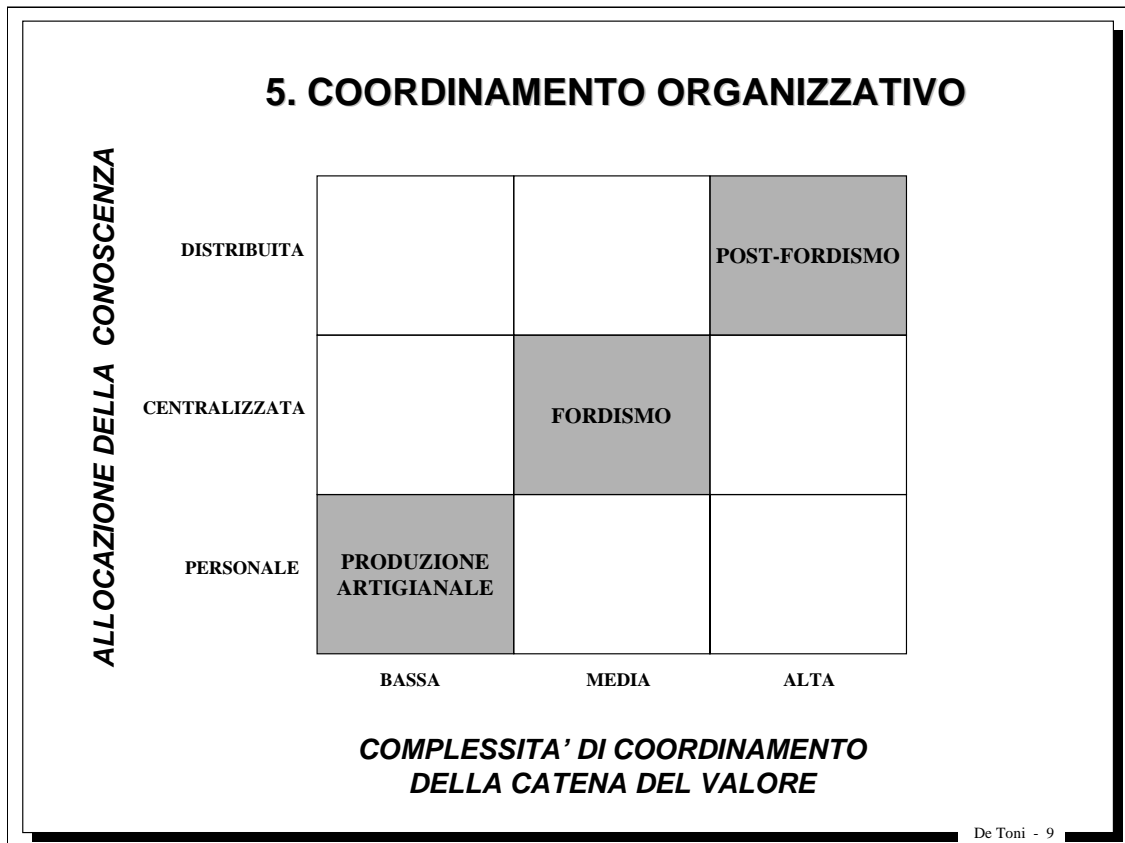 5. COORDINAMENTO ORGANIZZATIVO
ALLOCAZIONE DELLA CONOSCENZA
DISTRIBUITA
POST-FORDISMO
CENTRALIZZATA
FORDISMO
PERSONALE
PRODUZIONE
ARTIGIANALE
BASSA
MEDIA
ALTA
COMPLESSITA’ DI COORDINAMENTO
DELLA CATENA DEL VALORE
De Toni - 9